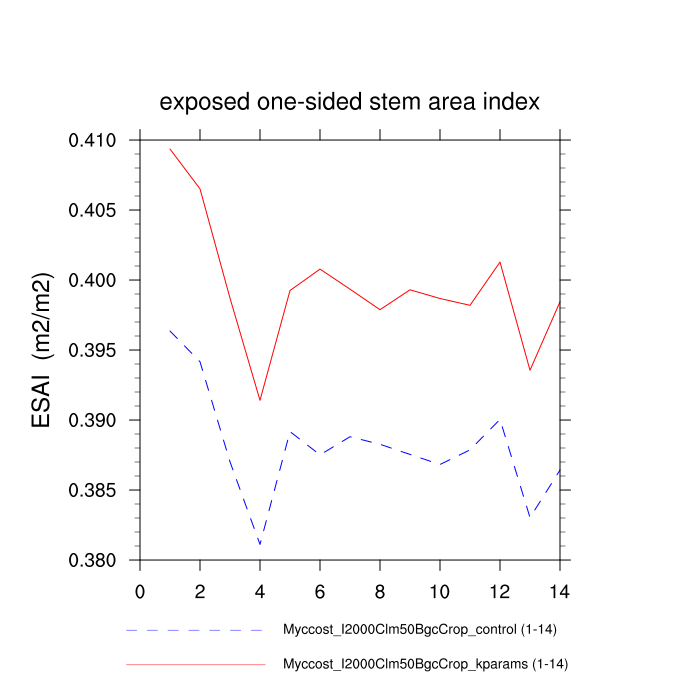 exposed one-sided stem area index
0.410
0.405
0.400
0.395
0.390
0.385
0.380
ESAI (m2/m2)
0 2 4 6 8 10 12 14
Myccost_I2000Clm50BgcCrop_control (1-14)
Myccost_I2000Clm50BgcCrop_kparams (1-14)